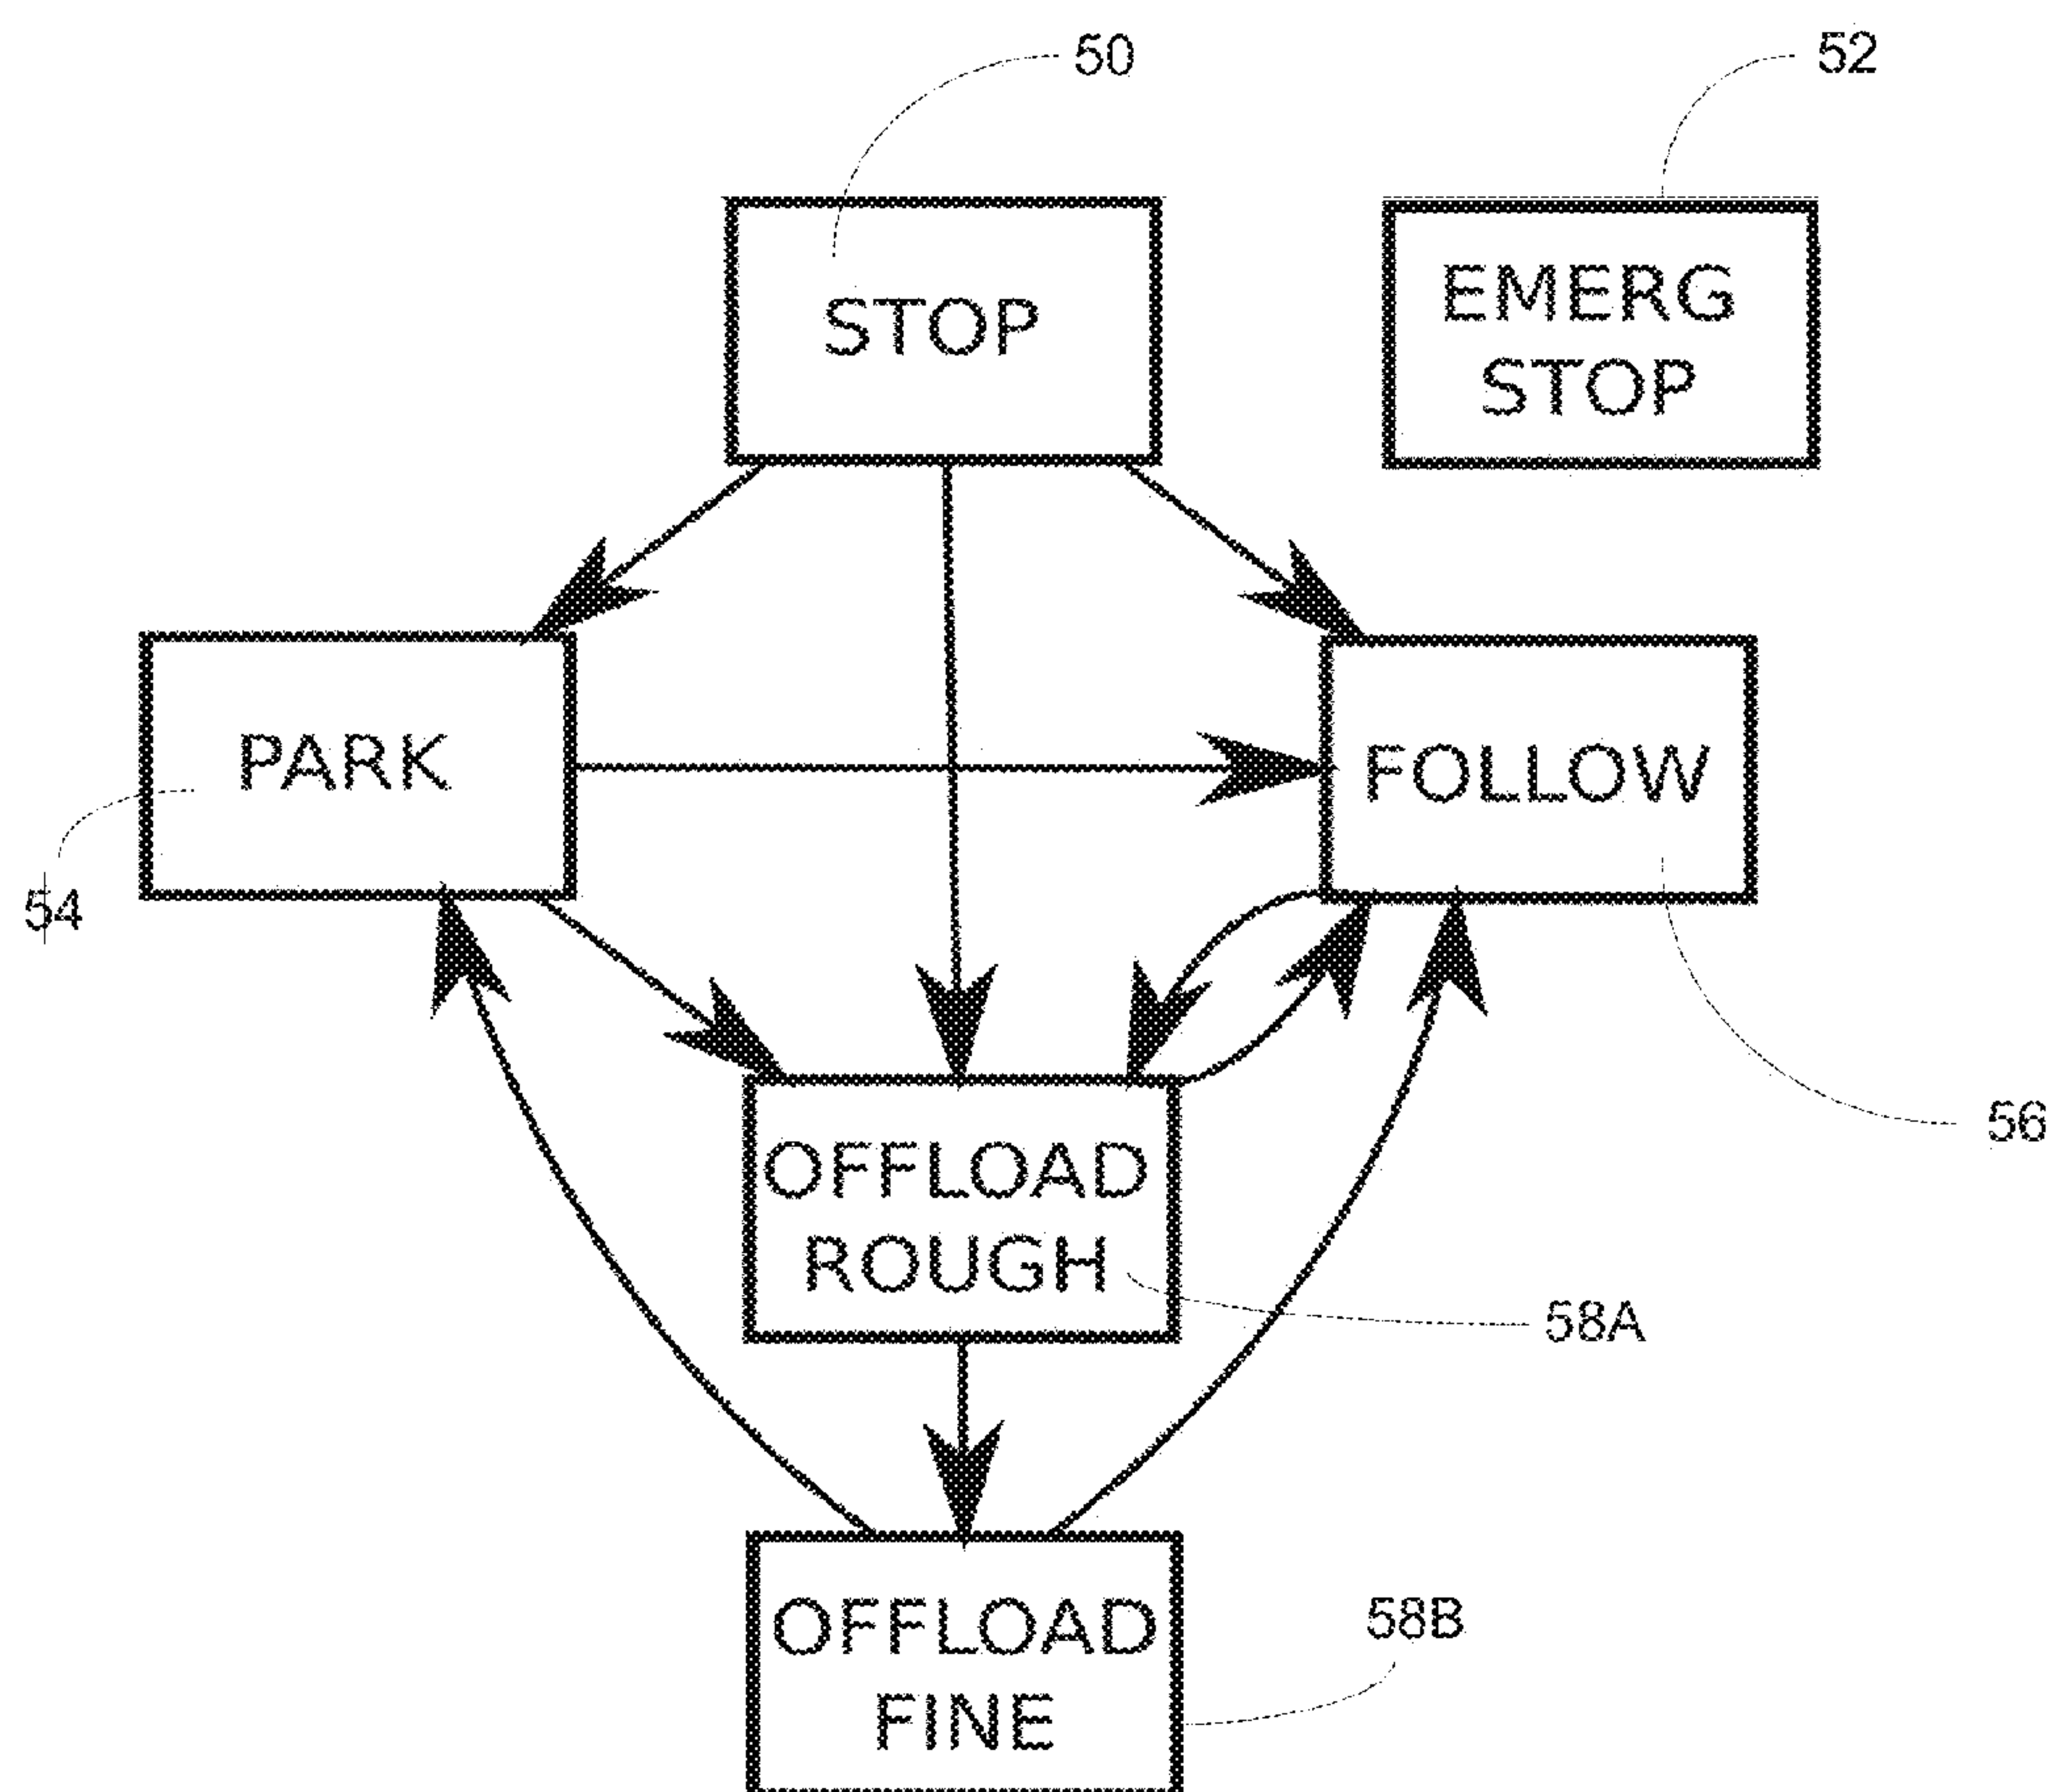 50
52
STOP
EMERG
STOP
PARK
FOLLOW
54
56
OFFLOAD
ROUGH
58A
58B
OFFLOAD
FINE